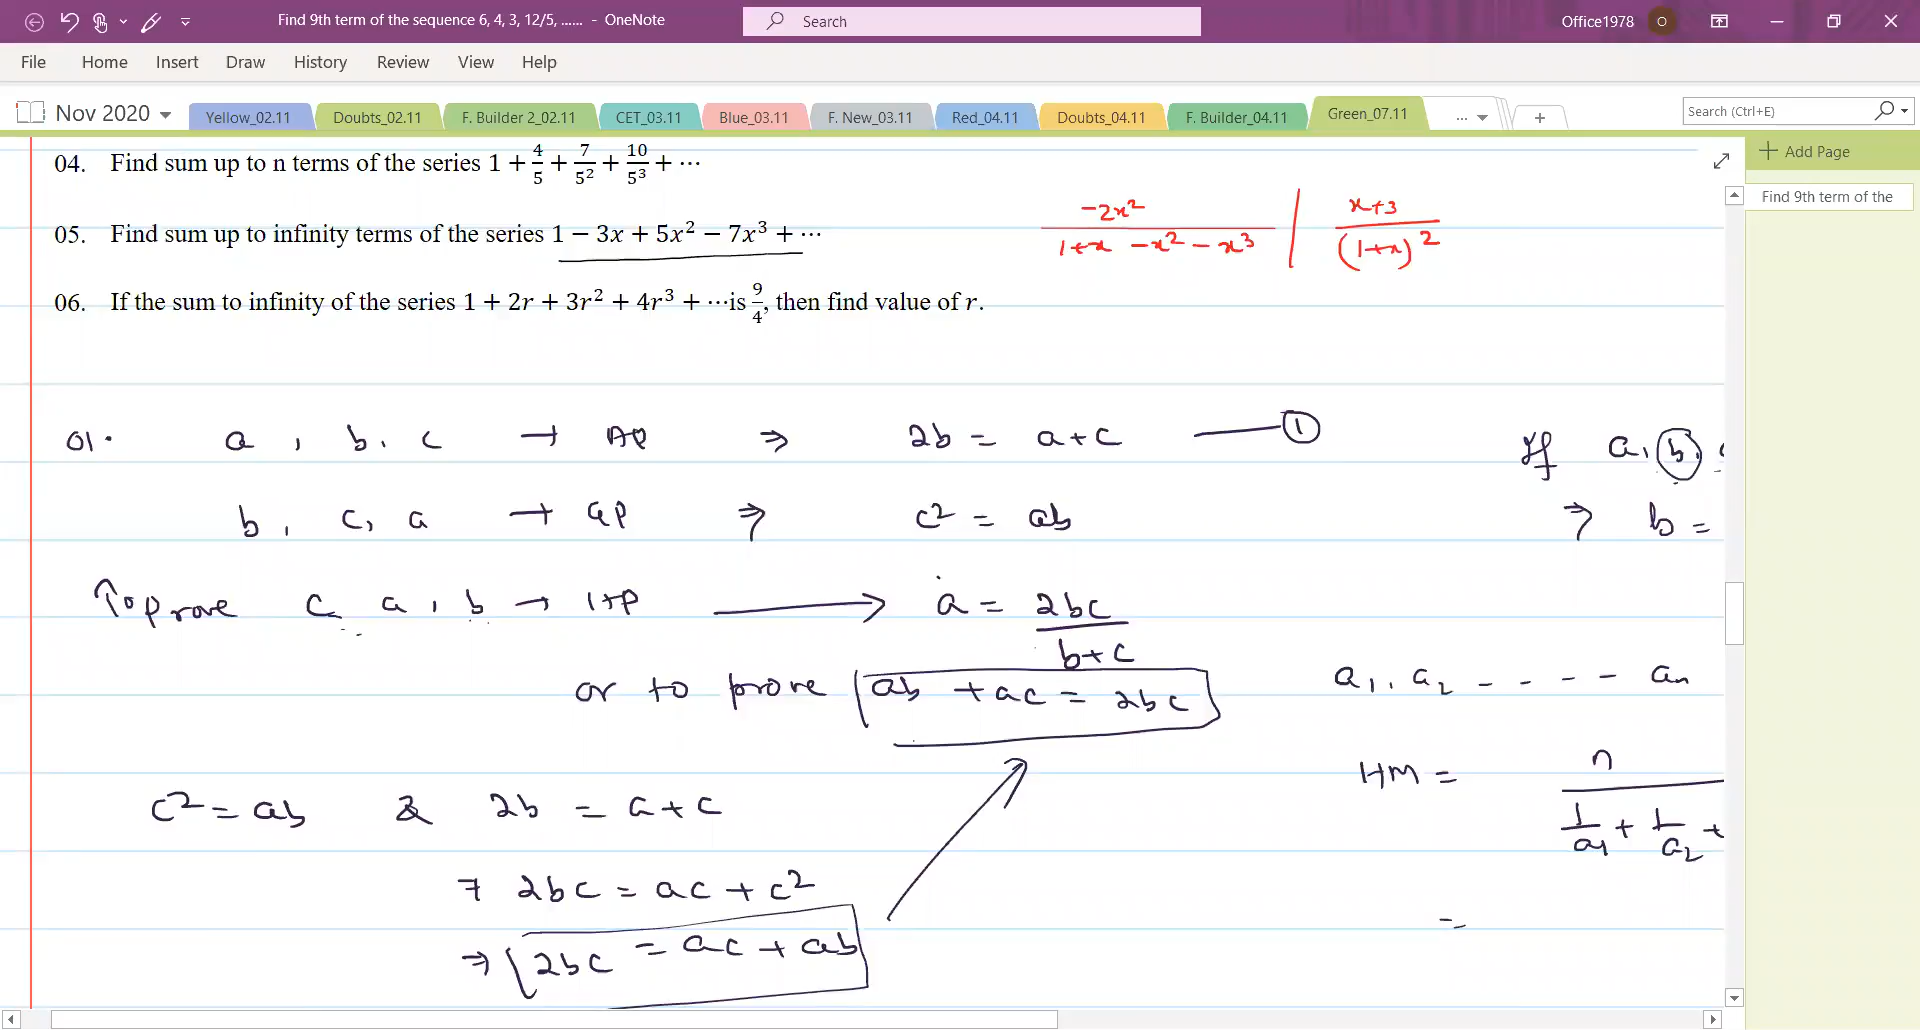 Find 9th term of the sequence 6, 4, 3, 12/5, ...... - OneNote
Search
Office1978 O
File Home Insert Draw History Review View Help
Nov 2020
Yellow_02.11 Doubts_02.11 F. Builder 2_02.11 CET_03.11 Blue_03.11 F. New_03.11 Red_04.11 Doubts_04.11 F. Builder_04.11 Green_07.11 ... +
Search (Ctrl+E)
Add Page
Find 9th term of the
04. Find sum up to n terms of the series 1 + 4/5 + 7/5² + 10/5³ + ⋯
05. Find sum up to infinity terms of the series 1 − 3x + 5x² − 7x³ + ⋯
-2x² / 1+x -x² - x³ | x+3 / (1+x)²
06. If the sum to infinity of the series 1 + 2r + 3r² + 4r³ + ⋯is 9/4, then find value of r.
01. a , b, c → AP ⇒ 2b = a+c — ①
If a, b,
b, c, a → GP ⇒ c² = ab
⇒ b =
To prove c, a, b → HP → a = 2bc / b+c
or to prove ab + ac = 2bc
a₁, a₂ - - - - - aₙ
HM = n / 1/a₁ + 1/a₂ +
c² = ab & 2b = a+c
⇒ 2bc = ac + c²
=
⇒ 2bc = ac + ab